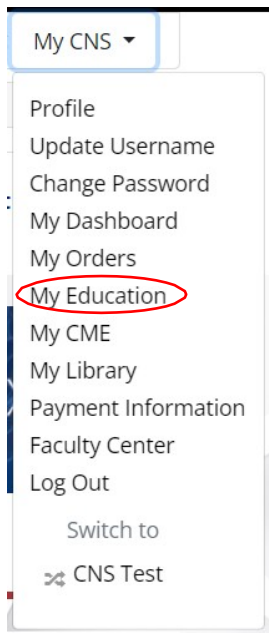 My CNS
Profile
Update Username
Change Password
My Dashboard
My Orders
My Education
My CME
My Library
Payment Information
Faculty Center
Log Out
Switch to
CNS Test